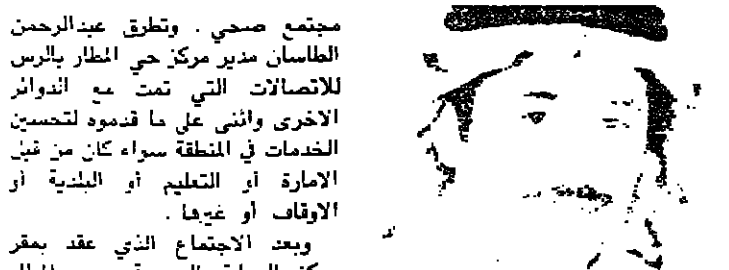 مجتمع صحي . وتطرق عبدالرحمن
الطاسان مدير مركز حي المطار بالرس
للاتصالات التي تمت مع الدوائر
الاخرى واثنى على ما قدموه لتحسين
الخدمات في المنطقة سواء كان من قبل
الامارة أو التعليم أو البلدية أو
الاوقاف أو غيرها .
وبعد الاجتماع الذي عقد بمقر